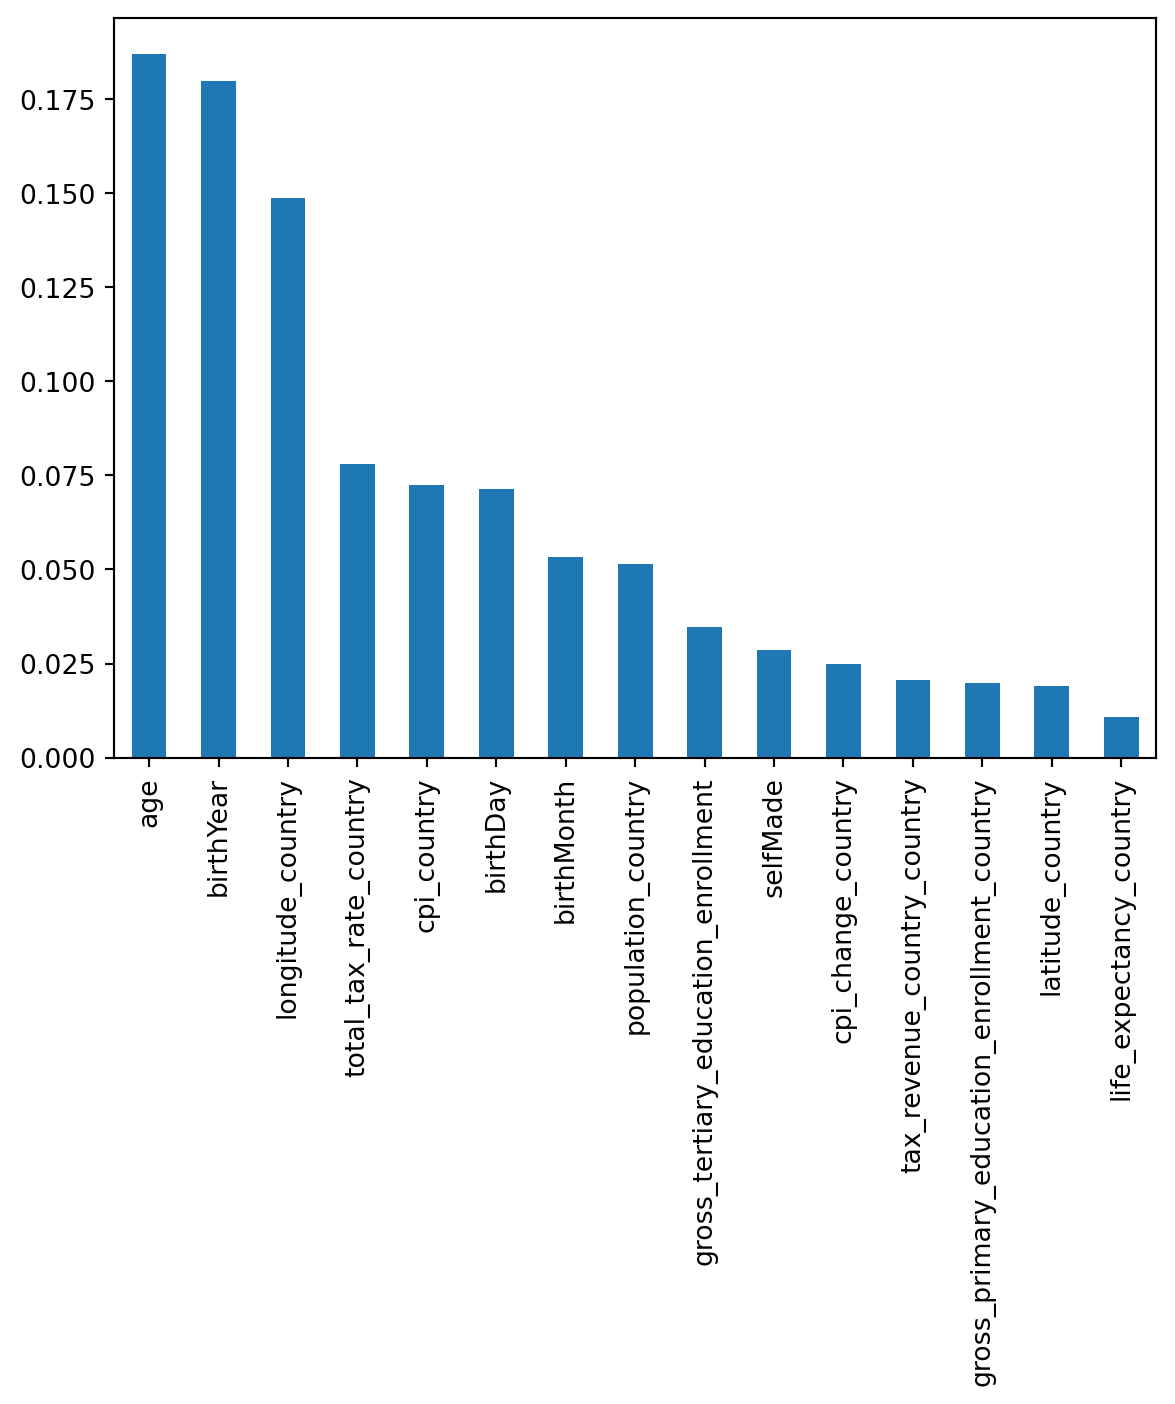 0.175
0.150
0.125
0.100
0.075
0.050
0.025
0.000
age
birthYear
longitude_country
total_tax_rate_country
cpi_country
birthDay
birthMonth
population_country
gross_tertiary_education_enrollment
selfMade
cpi_change_country
tax_revenue_country_country
gross_primary_education_enrollment_country
latitude_country
life_expectancy_country